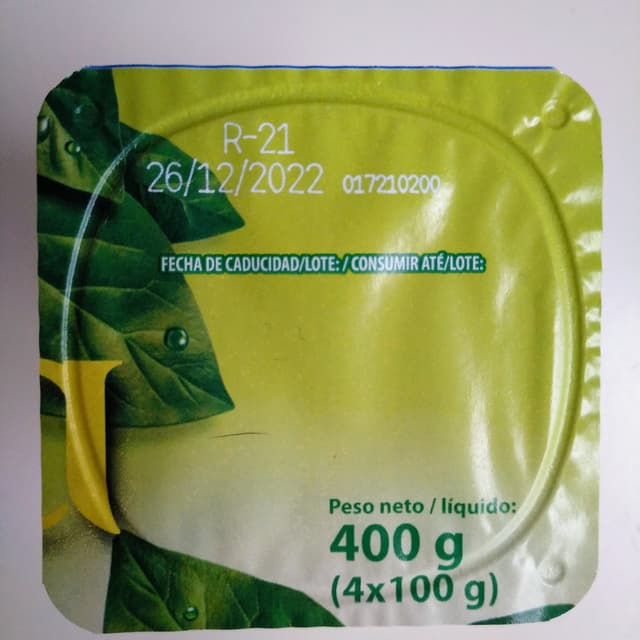 R-21
26/12/2022 017210200
FECHA DE CADUCIDAD/LOTE: / CONSUMIR ATÉ/LOTE:
Peso neto / líquido:
400 g
(4x100 g)